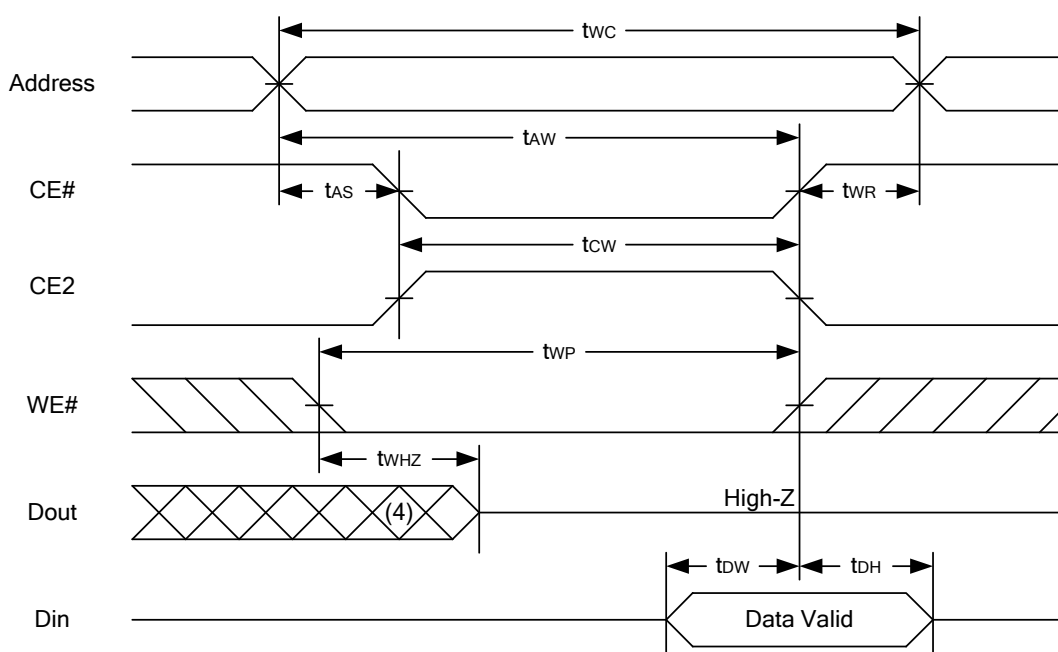 tWC
Address
tAW
CE#
tAS
tWR
tCW
CE2
tWP
WE#
tWHZ
Dout
(4)
High-Z
tDW
tDH
Din
Data Valid